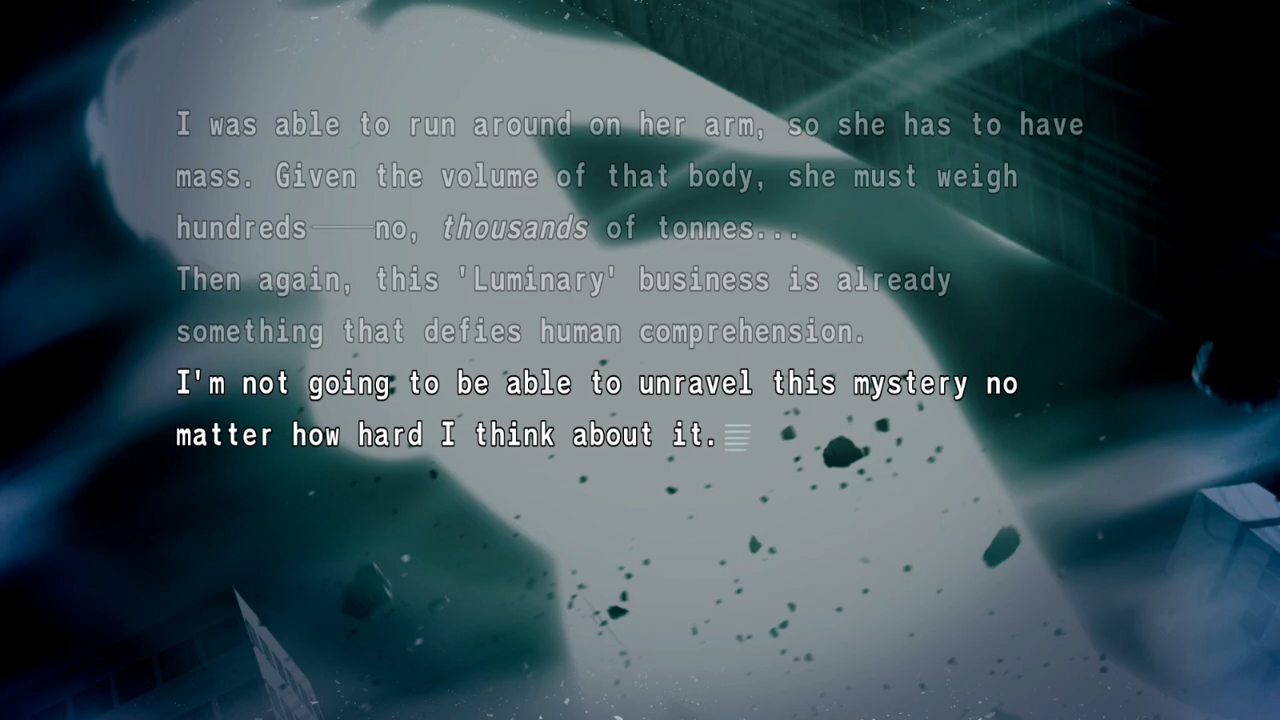 I was able to run around on her arm, so she has to have
mass. Given the volume of that body, she must weigh
hundreds──no, thousands of tonnes...
Then again, this 'Luminary' business is already
something that defies human comprehension.
I'm not going to be able to unravel this mystery no
matter how hard I think about it.